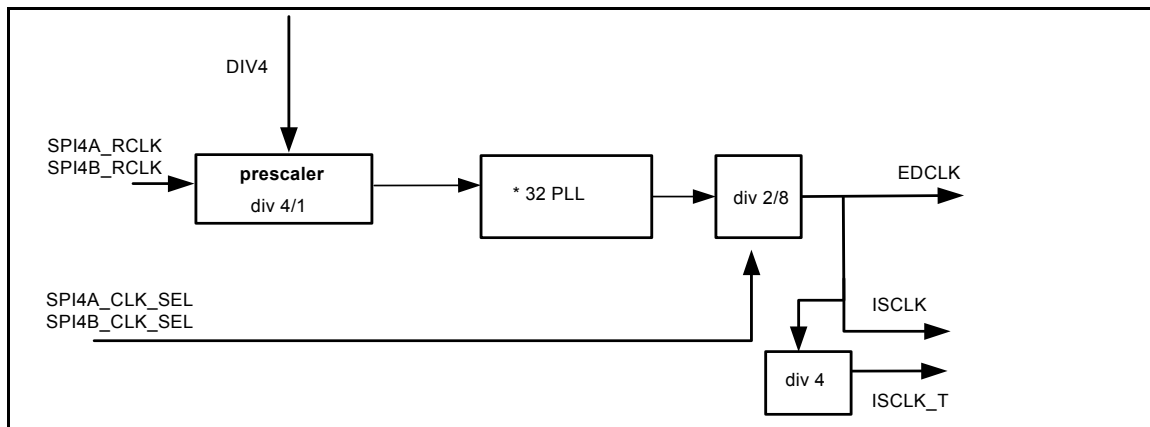 DIV4
SPI4A_RCLK
SPI4B_RCLK
prescaler
div 4/1
* 32 PLL
div 2/8
EDCLK
SPI4A_CLK_SEL
SPI4B_CLK_SEL
ISCLK
div 4
ISCLK_T